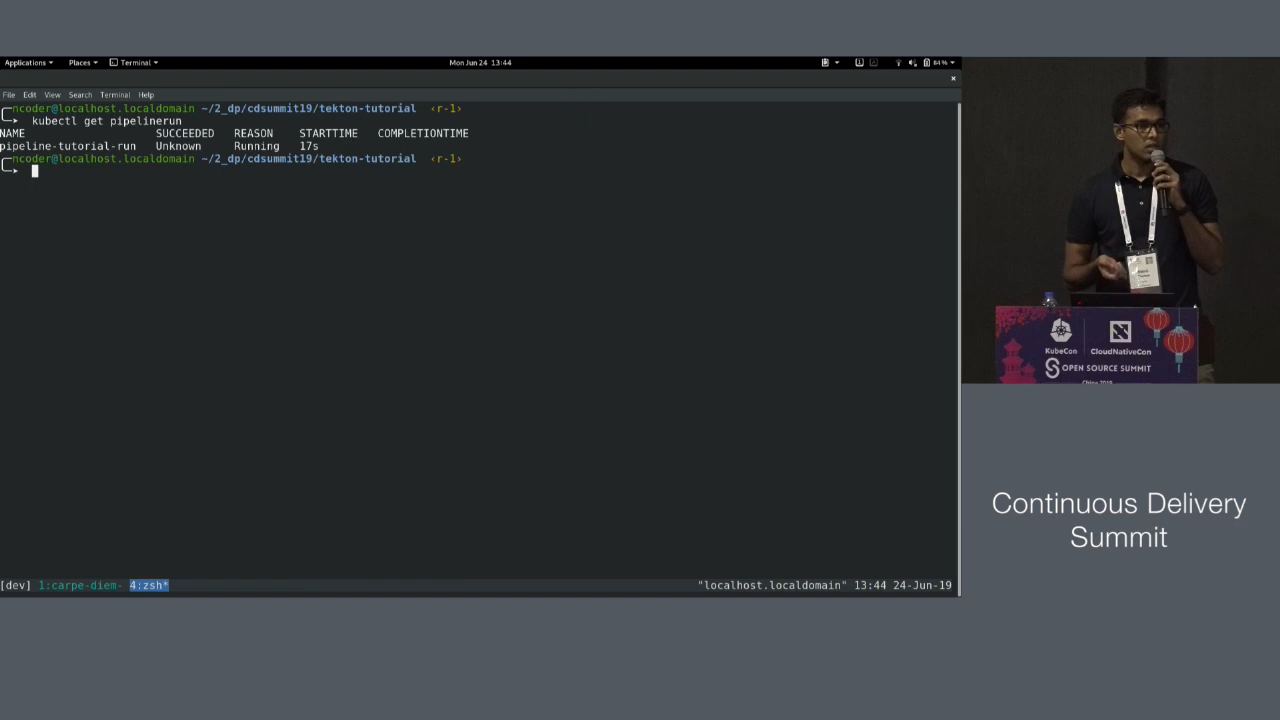 Applications Places Terminal Mon Jun 24 13:44 84%
File Edit View Search Terminal Help
ncoder@localhost.localdomain ~/2_dp/cdsummit19/tekton-tutorial ‹r-1›
kubectl get pipelinerun
NAME SUCCEEDED REASON STARTTIME COMPLETIONTIME
pipeline-tutorial-run Unknown Running 17s
ncoder@localhost.localdomain ~/2_dp/cdsummit19/tekton-tutorial ‹r-1›
[dev] 1:carpe-diem- 4:zsh* "localhost.localdomain" 13:44 24-Jun-19
KubeCon CloudNativeCon
OPEN SOURCE SUMMIT
China 2019
Continuous Delivery
Summit